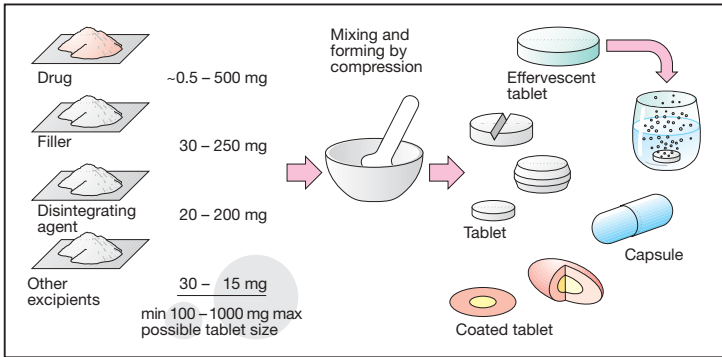 Drug
~0.5 – 500 mg
Filler
30 – 250 mg
Disintegrating
agent
20 – 200 mg
Other
excipients
30 – 15 mg
min 100 – 1000 mg max
possible tablet size
Mixing and
forming by
compression
Effervescent
tablet
Tablet
Capsule
Coated tablet